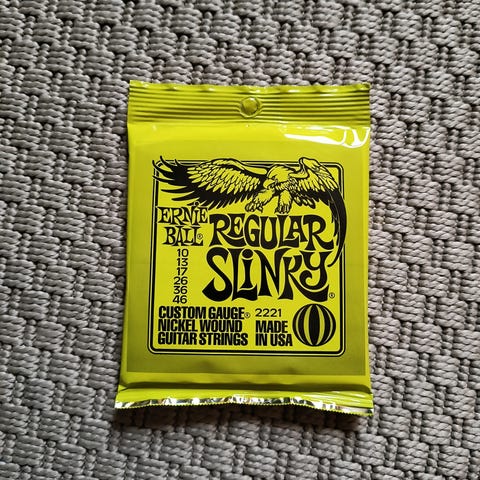 ERNIE
BALL®
REGULAR
SLINKY®
10
13
17
26
36
46
CUSTOM GAUGE® 2221
NICKEL WOUND MADE
GUITAR STRINGS IN USA